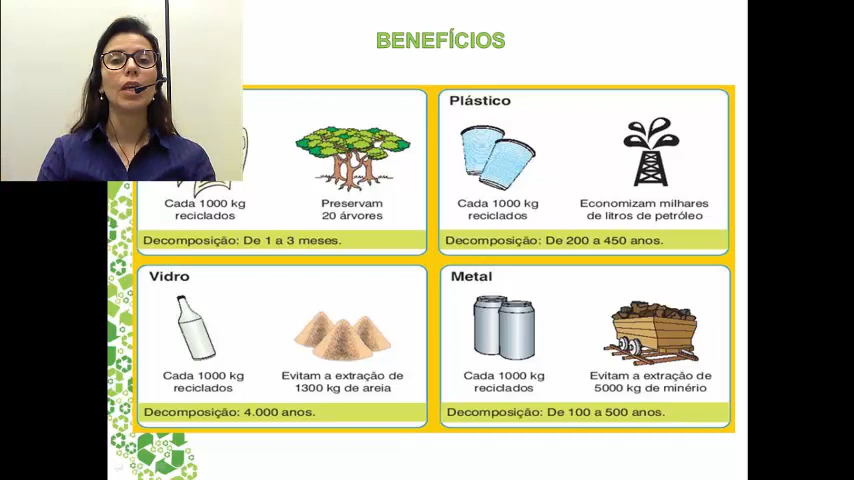 BENEFÍCIOS
Cada 1000 kg
reciclados
Preservam
20 árvores
Decomposição: De 1 a 3 meses.
Plástico
Cada 1000 kg
reciclados
Economizam milhares
de litros de petróleo
Decomposição: De 200 a 450 anos.
Vidro
Cada 1000 kg
reciclados
Evitam a extração de
1300 kg de areia
Decomposição: 4.000 anos.
Metal
Cada 1000 kg
reciclados
Evitam a extração de
5000 kg de minério
Decomposição: De 100 a 500 anos.